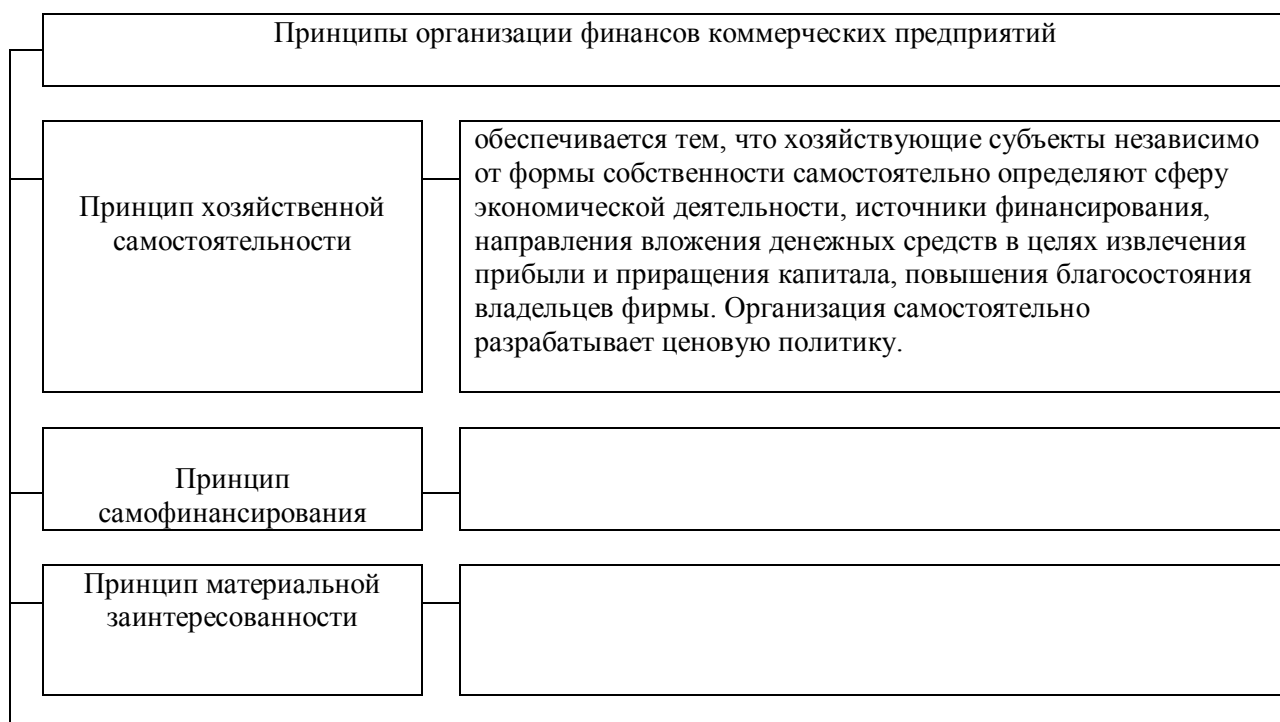 Принципы организации финансов коммерческих предприятий
Принцип хозяйственной
самостоятельности
обеспечивается тем, что хозяйствующие субъекты независимо
от формы собственности самостоятельно определяют сферу
экономической деятельности, источники финансирования,
направления вложения денежных средств в целях извлечения
прибыли и приращения капитала, повышения благосостояния
владельцев фирмы. Организация самостоятельно
разрабатывает ценовую политику.
Принцип
самофинансирования
Принцип материальной
заинтересованности